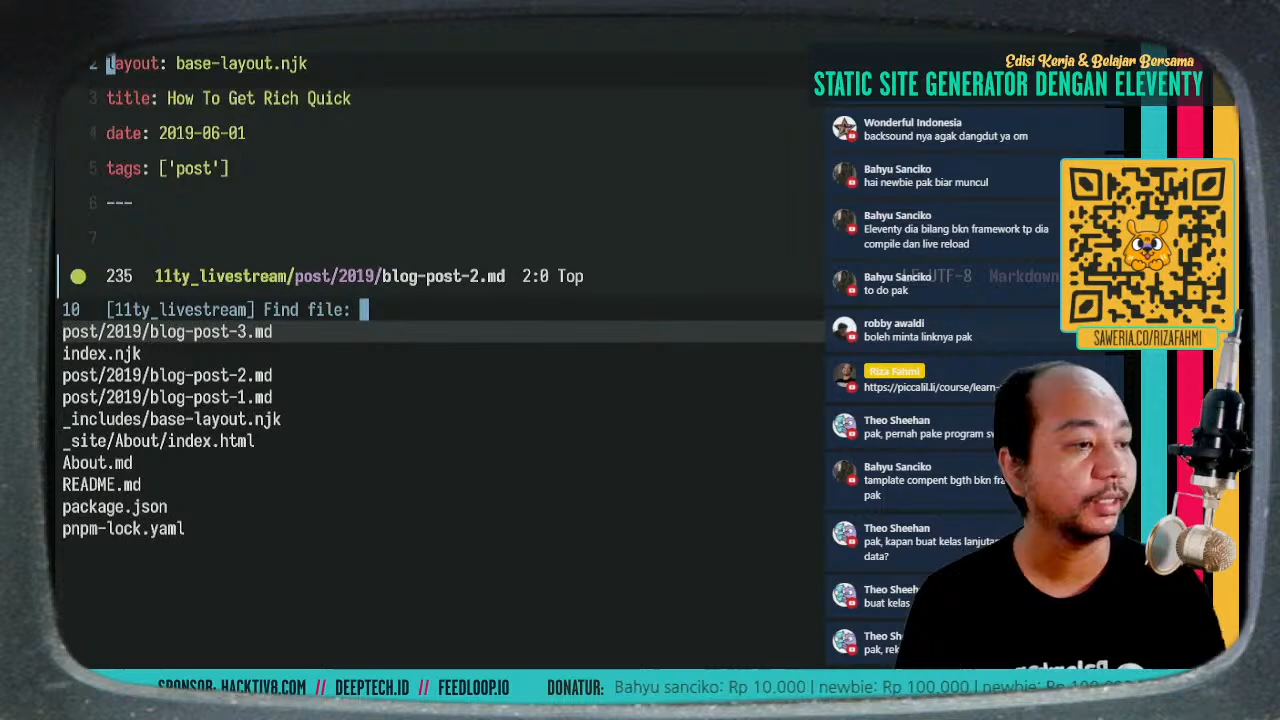 2 layout: base-layout.njk
3 title: How To Get Rich Quick
4 date: 2019-06-01
5 tags: ['post']
6 ---
7
235 11ty_livestream/post/2019/blog-post-2.md 2:0 Top
LF UTF-8 Markdown
10 [11ty_livestream] Find file:
post/2019/blog-post-3.md
index.njk
post/2019/blog-post-2.md
post/2019/blog-post-1.md
_includes/base-layout.njk
_site/About/index.html
About.md
README.md
package.json
pnpm-lock.yaml
Edisi Kerja & Belajar Bersama
STATIC SITE GENERATOR DENGAN ELEVENTY
Wonderful Indonesia
backsound nya agak dangdut ya om
Bahyu Sanciko
hai newbie pak biar muncul
Bahyu Sanciko
Eleventy dia bilang bkn framework tp dia
compile dan live reload
Bahyu Sanciko
to do pak
robby awaldi
boleh minta linknya pak
Riza Fahmi
https://piccalil.li/course/learn-
Theo Sheehan
pak, pernah pake program
Bahyu Sanciko
tamplate compent bgth bkn
pak
Theo Sheehan
pak, kapan buat kelas lanjutan
data?
Theo Sheehan
buat kelas
Theo
pak,
SAWERIA.CO/RIZAFAHMI
SPONSOR: HACKTIV8.COM // DEEPTECH.ID // FEEDLOOP.IO
DONATUR: Bahyu sanciko: Rp 10.000 | newbie: Rp 100.000 | newbie: Rp 100.000